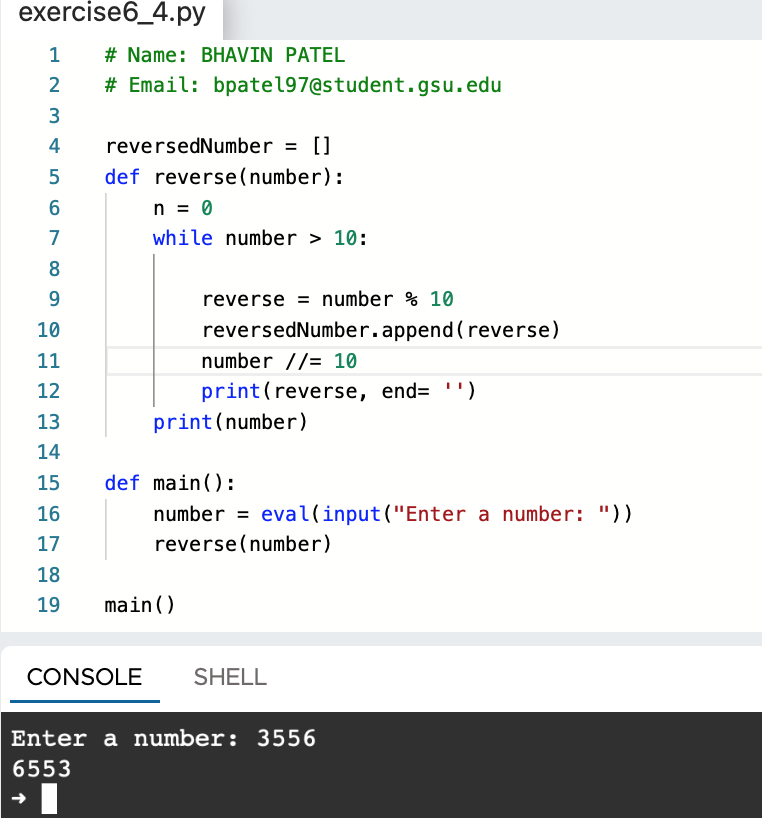 exercise6_4.py
1 # Name: BHAVIN PATEL
2 # Email: bpatel97@student.gsu.edu
3
4 reversedNumber = []
5 def reverse(number):
6     n = 0
7     while number > 10:
8
9         reverse = number % 10
10         reversedNumber.append(reverse)
11         number //= 10
12         print(reverse, end= '')
13     print(number)
14
15 def main():
16     number = eval(input("Enter a number: "))
17     reverse(number)
18
19 main()
CONSOLE SHELL
Enter a number: 3556
6553
➜